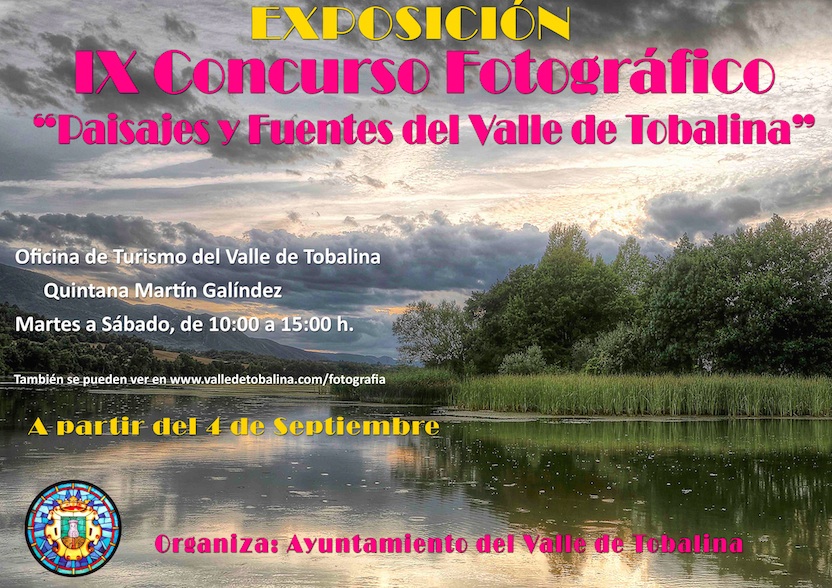 EXPOSICIÓN
IX Concurso Fotográfico
“Paisajes y Fuentes del Valle de Tobalina”
Oficina de Turismo del Valle de Tobalina
Quintana Martín Galíndez
Martes a Sábado, de 10:00 a 15:00 h.
También se pueden ver en www.valledetobalina.com/fotografia
A partir del 4 de Septiembre
Organiza: Ayuntamiento del Valle de Tobalina